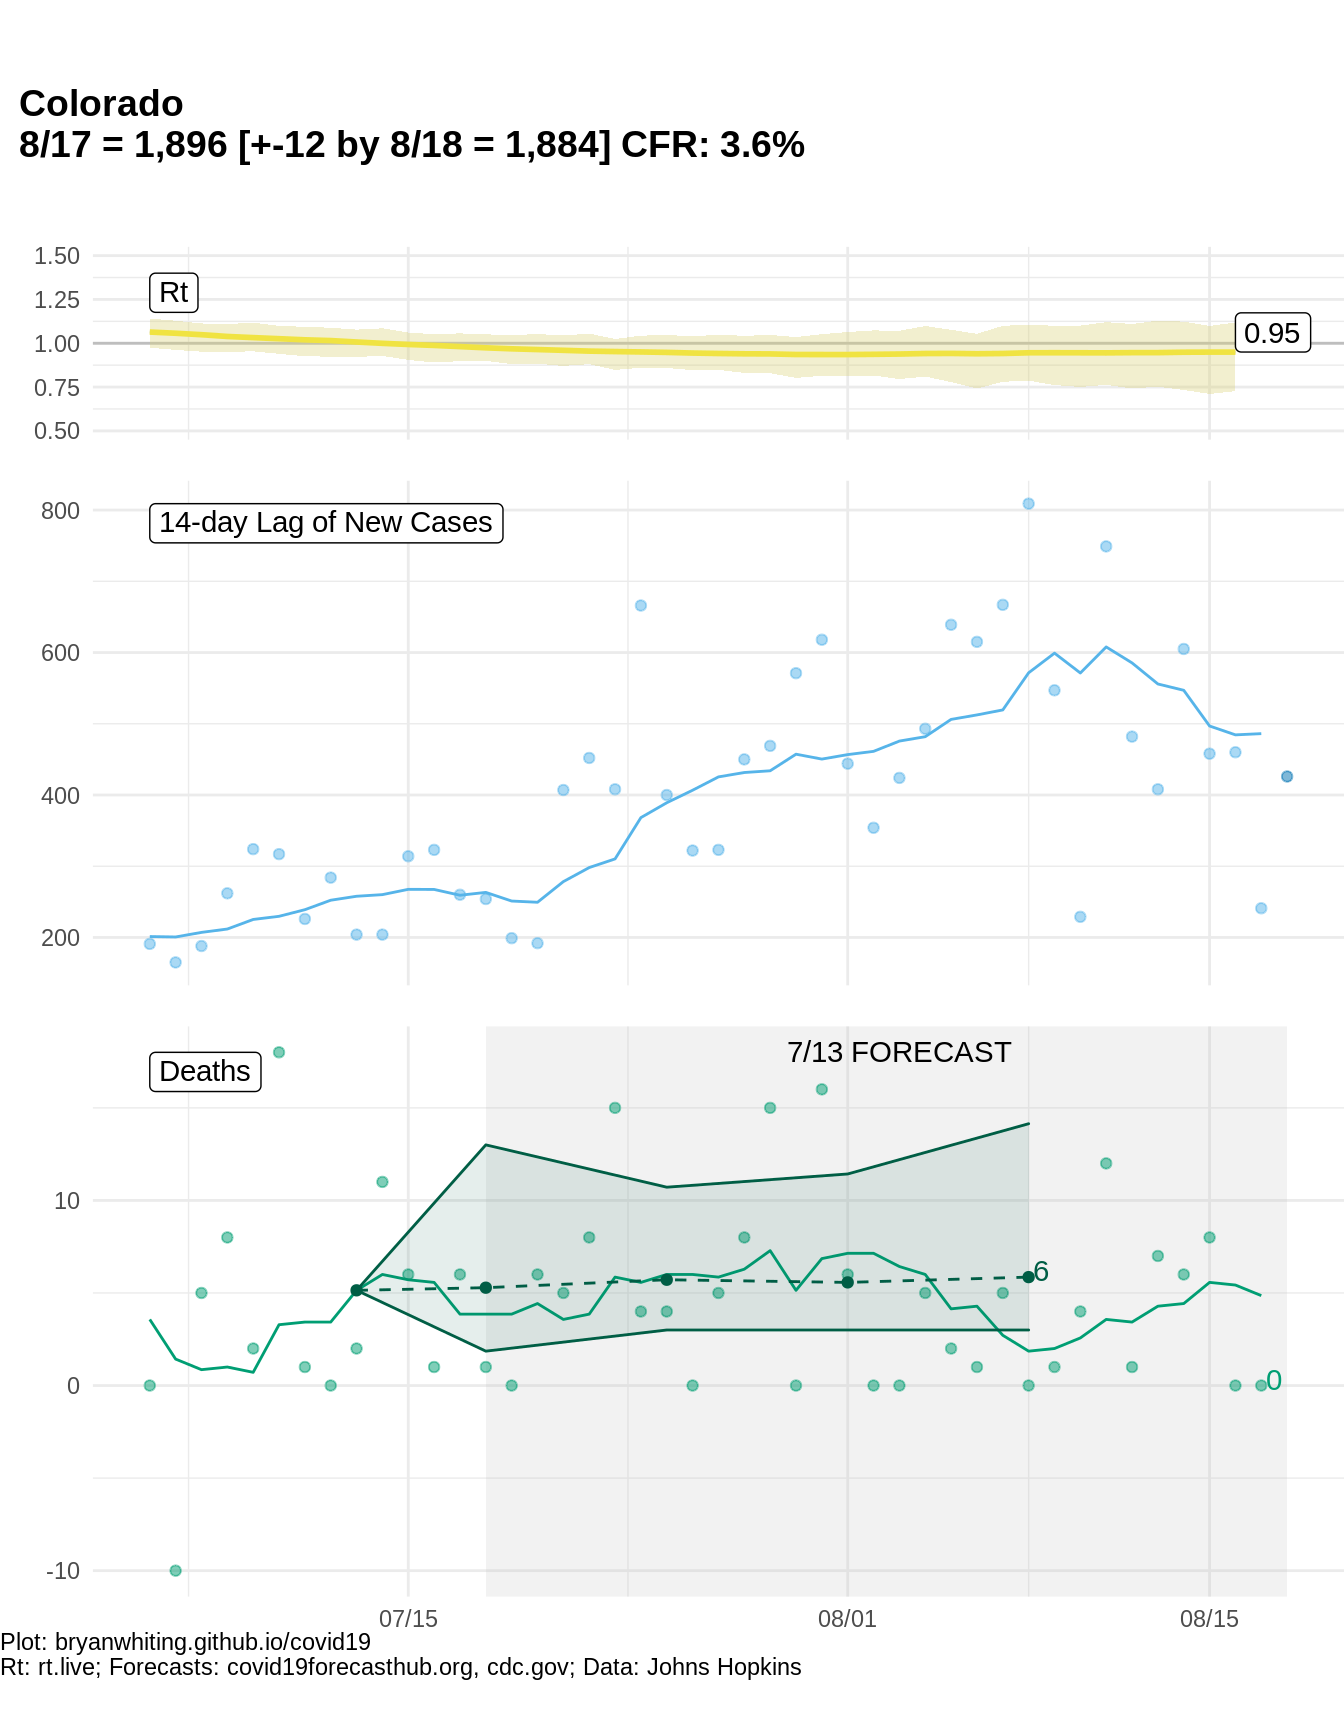 Colorado
8/17 = 1,896 [+-12 by 8/18 = 1,884] CFR: 3.6%
1.50
Rt
1.25
0.95
1.00
0.75
0.50
800
14-day Lag of New Cases
600
400
200
7/13 FORECAST
Deaths
10
6
0
0
-10
07/15 08/01 08/15
Plot: bryanwhiting.github.io/covid19
Rt: rt.live; Forecasts: covid19forecasthub.org, cdc.gov; Data: Johns Hopkins